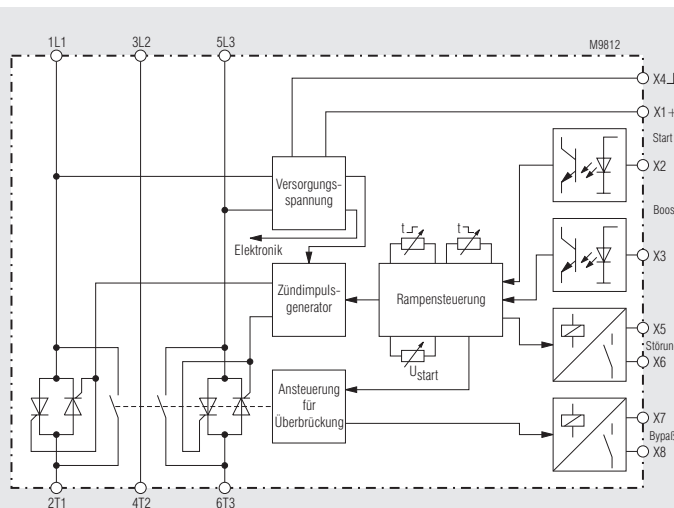 1L1 3L2 5L3 M9812
X4
X1+
Start
X2
Versorgungs-
spannung
Boos
Elektronik
t t
X3
Zündimpuls-
generator
Rampensteuerung
X5
Störun
X6
Ustart
Ansteuerung
für
Überbrückung
X7
Bypaß
X8
2T1 4T2 6T3